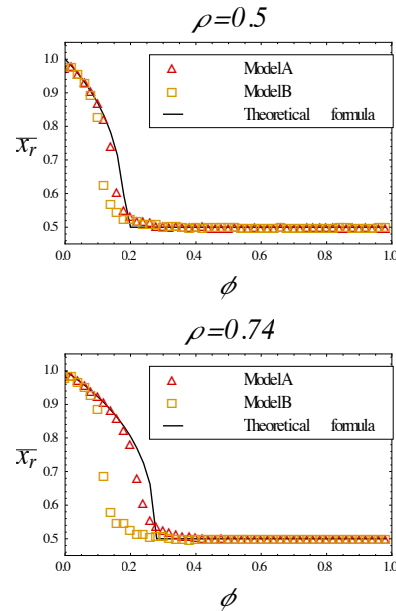 ρ=0.5
ModelA
ModelB
Theoretical formula
1.0
0.9
0.8
0.7
0.6
0.5
x̅r
0.0 0.2 0.4 0.6 0.8 1.0
ϕ
ρ=0.74
ModelA
ModelB
Theoretical formula
1.0
0.9
0.8
0.7
0.6
0.5
x̅r
0.0 0.2 0.4 0.6 0.8 1.0
ϕ